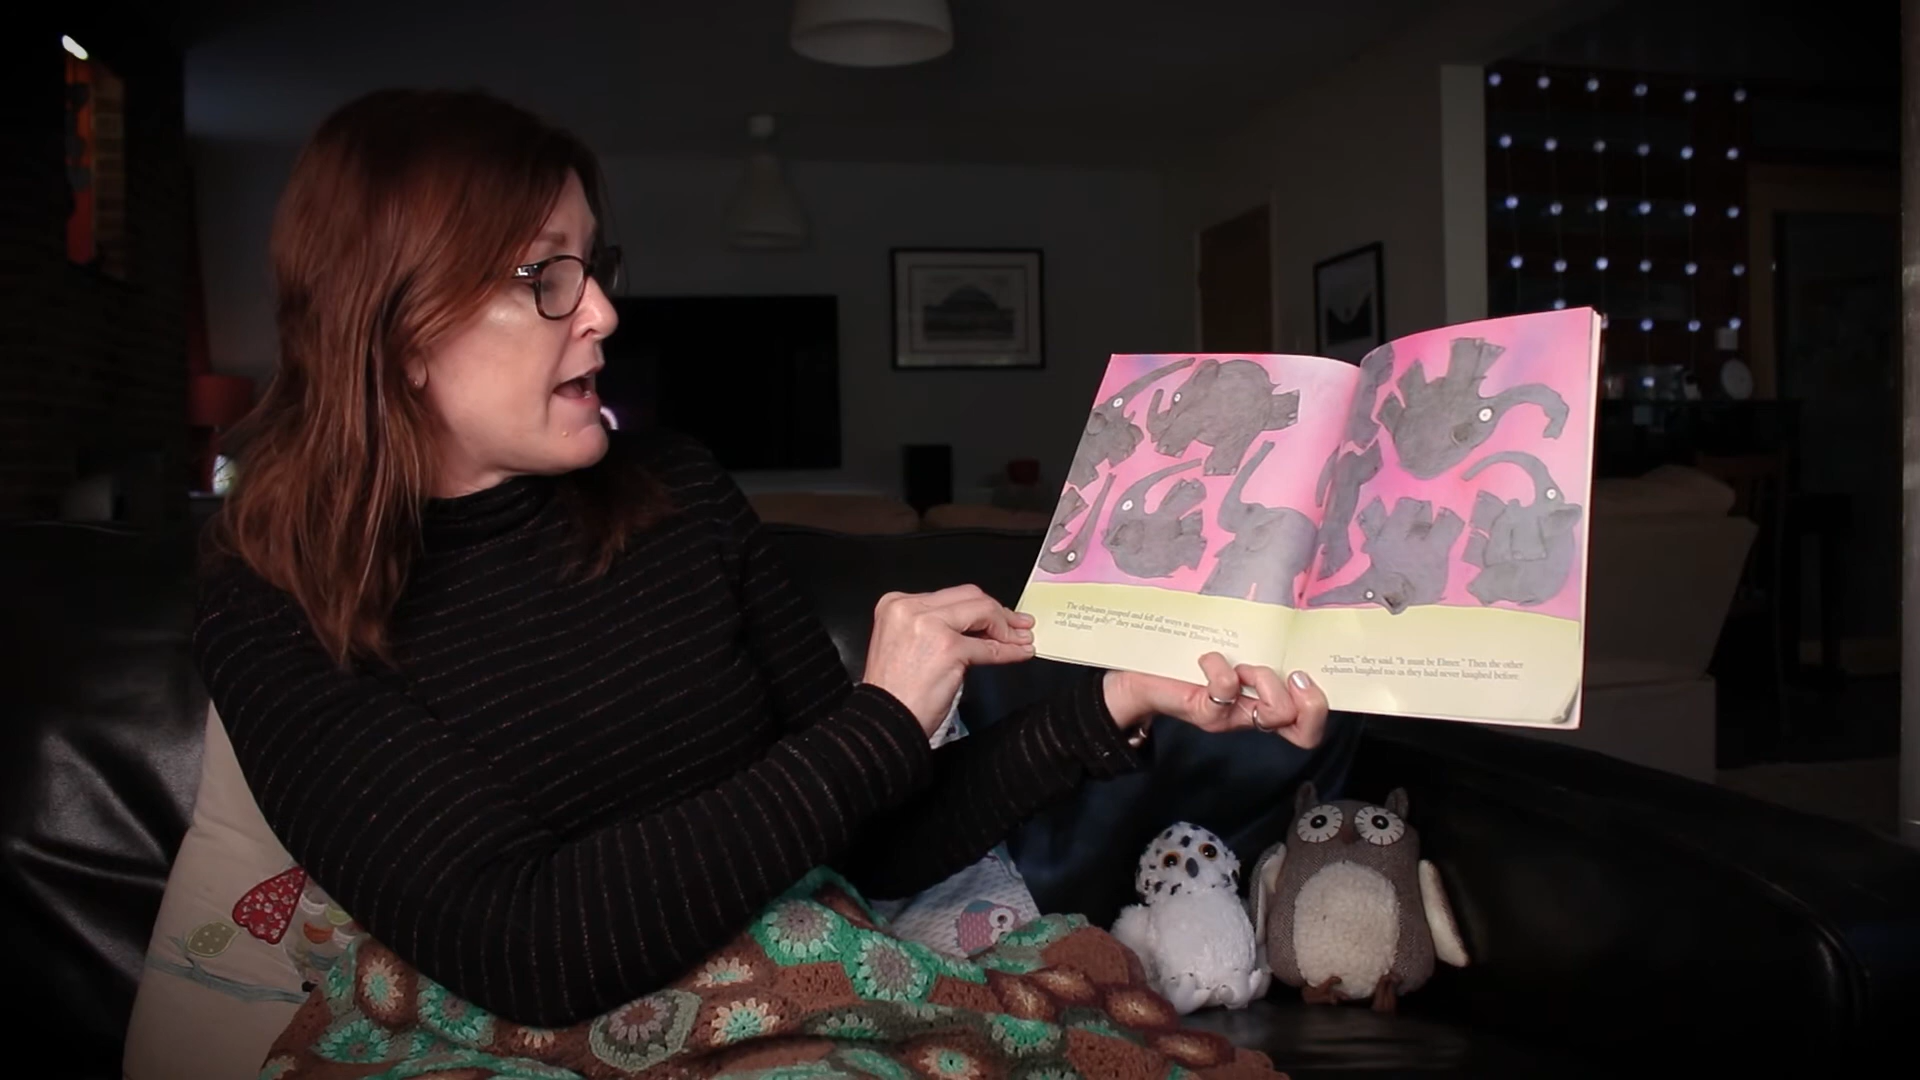 The elephants jumped and fell all ways in surprise. "Oh
my gosh and golly!" they said and then saw Elmer helpless
with laughter.
"Elmer," they said. "It must be Elmer." Then the other
elephants laughed too as they had never laughed before.